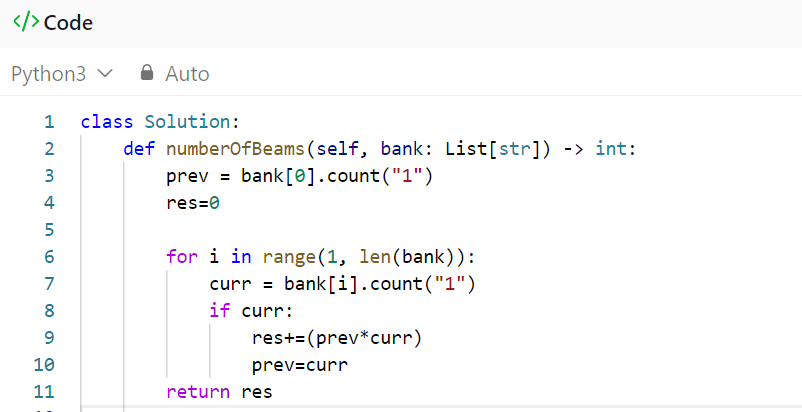 </> Code
Python3 Auto
1 class Solution:
2     def numberOfBeams(self, bank: List[str]) -> int:
3         prev = bank[0].count("1")
4         res=0
5
6         for i in range(1, len(bank)):
7             curr = bank[i].count("1")
8             if curr:
9                 res+=(prev*curr)
10                 prev=curr
11         return res